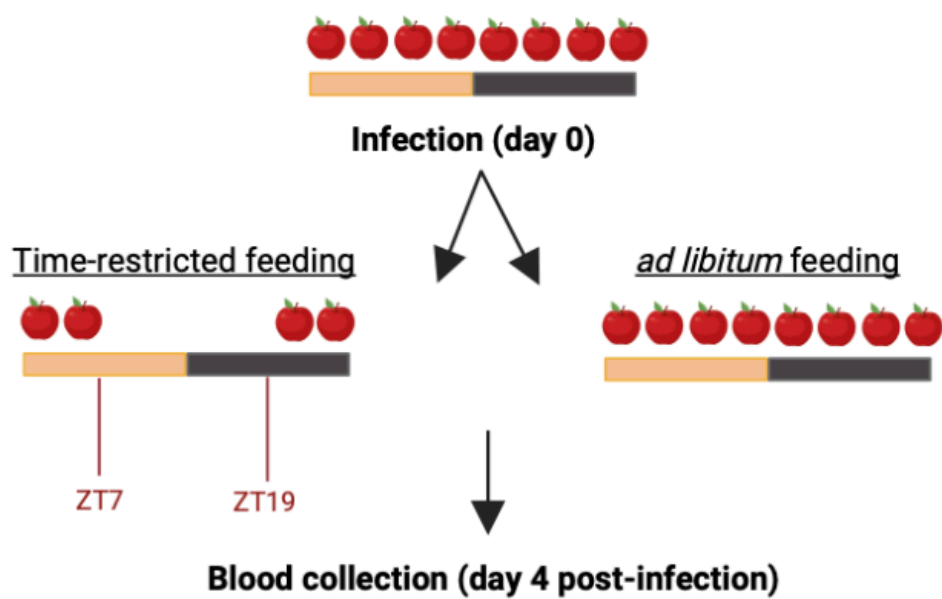 Infection (day 0)
Time-restricted feeding
ad libitum feeding
ZT7
ZT19
Blood collection (day 4 post-infection)